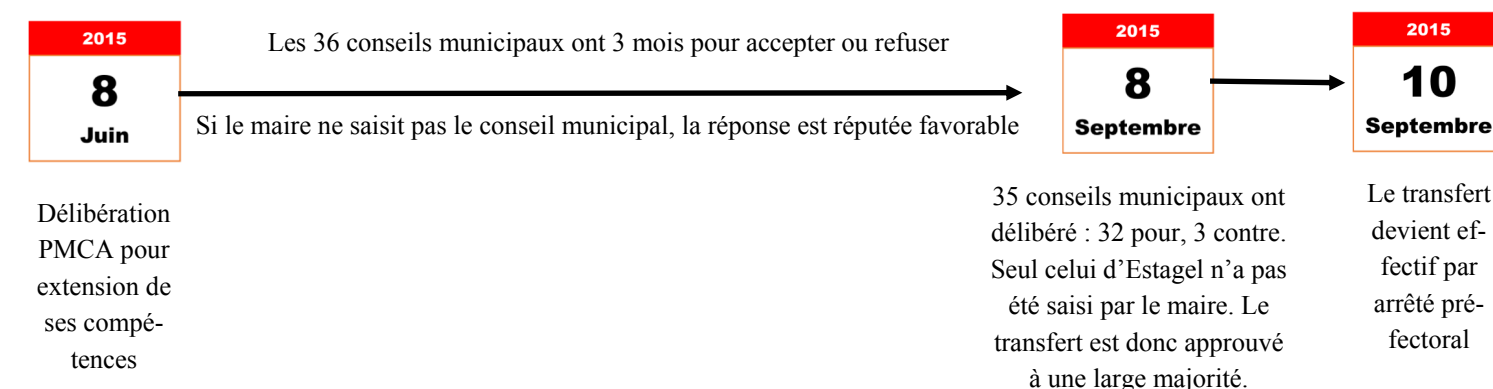 2015
8
Juin
Les 36 conseils municipaux ont 3 mois pour accepter ou refuser
Si le maire ne saisit pas le conseil municipal, la réponse est réputée favorable
2015
8
Septembre
2015
10
Septembre
Délibération
PMCA pour
extension de
ses compé-
tences
35 conseils municipaux ont
délibéré : 32 pour, 3 contre.
Seul celui d’Estagel n’a pas
été saisi par le maire. Le
transfert est donc approuvé
à une large majorité.
Le transfert
devient ef-
fectif par
arrêté pré-
fectoral